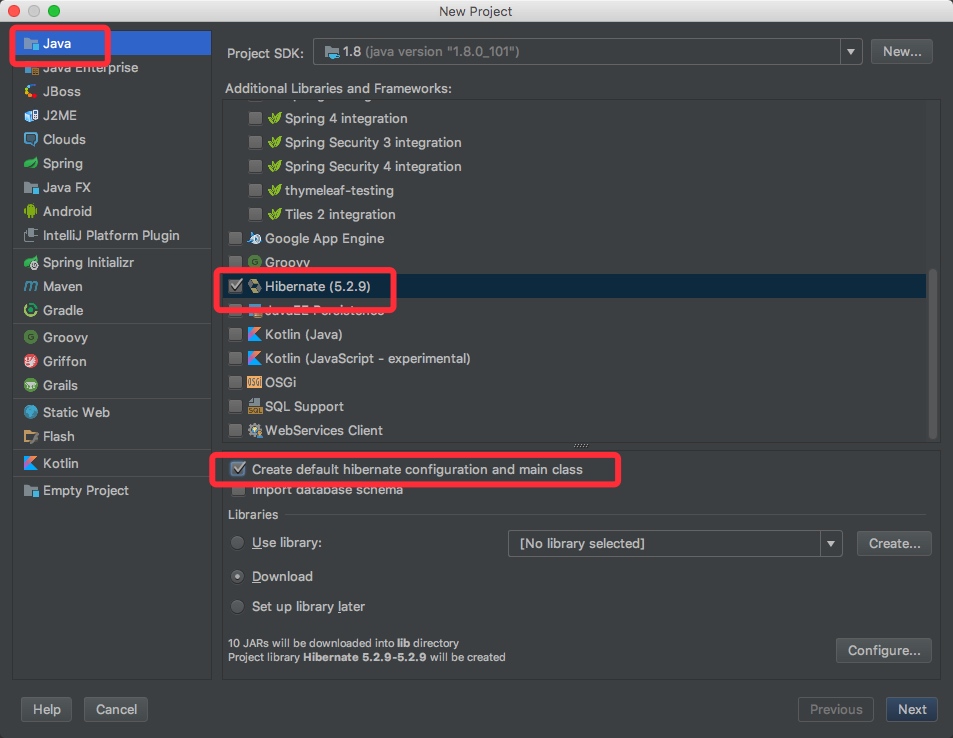 New Project
Java
Java Enterprise
JBoss
J2ME
Clouds
Spring
Java FX
Android
IntelliJ Platform Plugin
Spring Initializr
Maven
Gradle
Groovy
Griffon
Grails
Static Web
Flash
Kotlin
Empty Project
Project SDK: 1.8 (java version "1.8.0_101") New...
Additional Libraries and Frameworks:
Spring 4 integration
Spring Security 3 integration
Spring Security 4 integration
thymeleaf-testing
Tiles 2 integration
Google App Engine
Groovy
Hibernate (5.2.9)
JavaEE Persistence
Kotlin (Java)
Kotlin (JavaScript - experimental)
OSGi
SQL Support
WebServices Client
Create default hibernate configuration and main class
Import database schema
Libraries
Use library: [No library selected] Create...
Download
Set up library later
10 JARs will be downloaded into lib directory
Project library Hibernate 5.2.9-5.2.9 will be created
Configure...
Help Cancel Previous Next